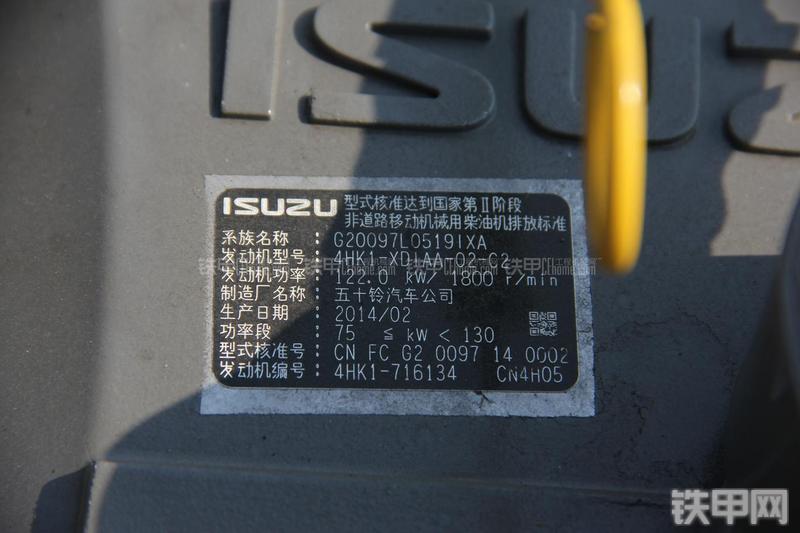 ISUZ
ISUZU 型式核准达到国家第Ⅱ阶段
非道路移动机械用柴油机排放标准
系族名称 : G20097L0519IXA
发动机型号 : 4HK1-XDIAA-02-C2
发动机功率 : 122.0 kW/ 1800 r/min
制造厂名称 : 五十铃汽车公司
生产日期 : 2014/02
功率段 : 75 ≤ kW < 130
型式核准号 : CN FC G2 0097 14 0002
发动机编号 : 4HK1-716134 CN4H05
铁甲网